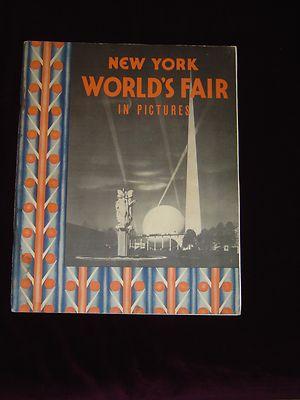 NEW YORK
WORLD'S FAIR
IN PICTURES